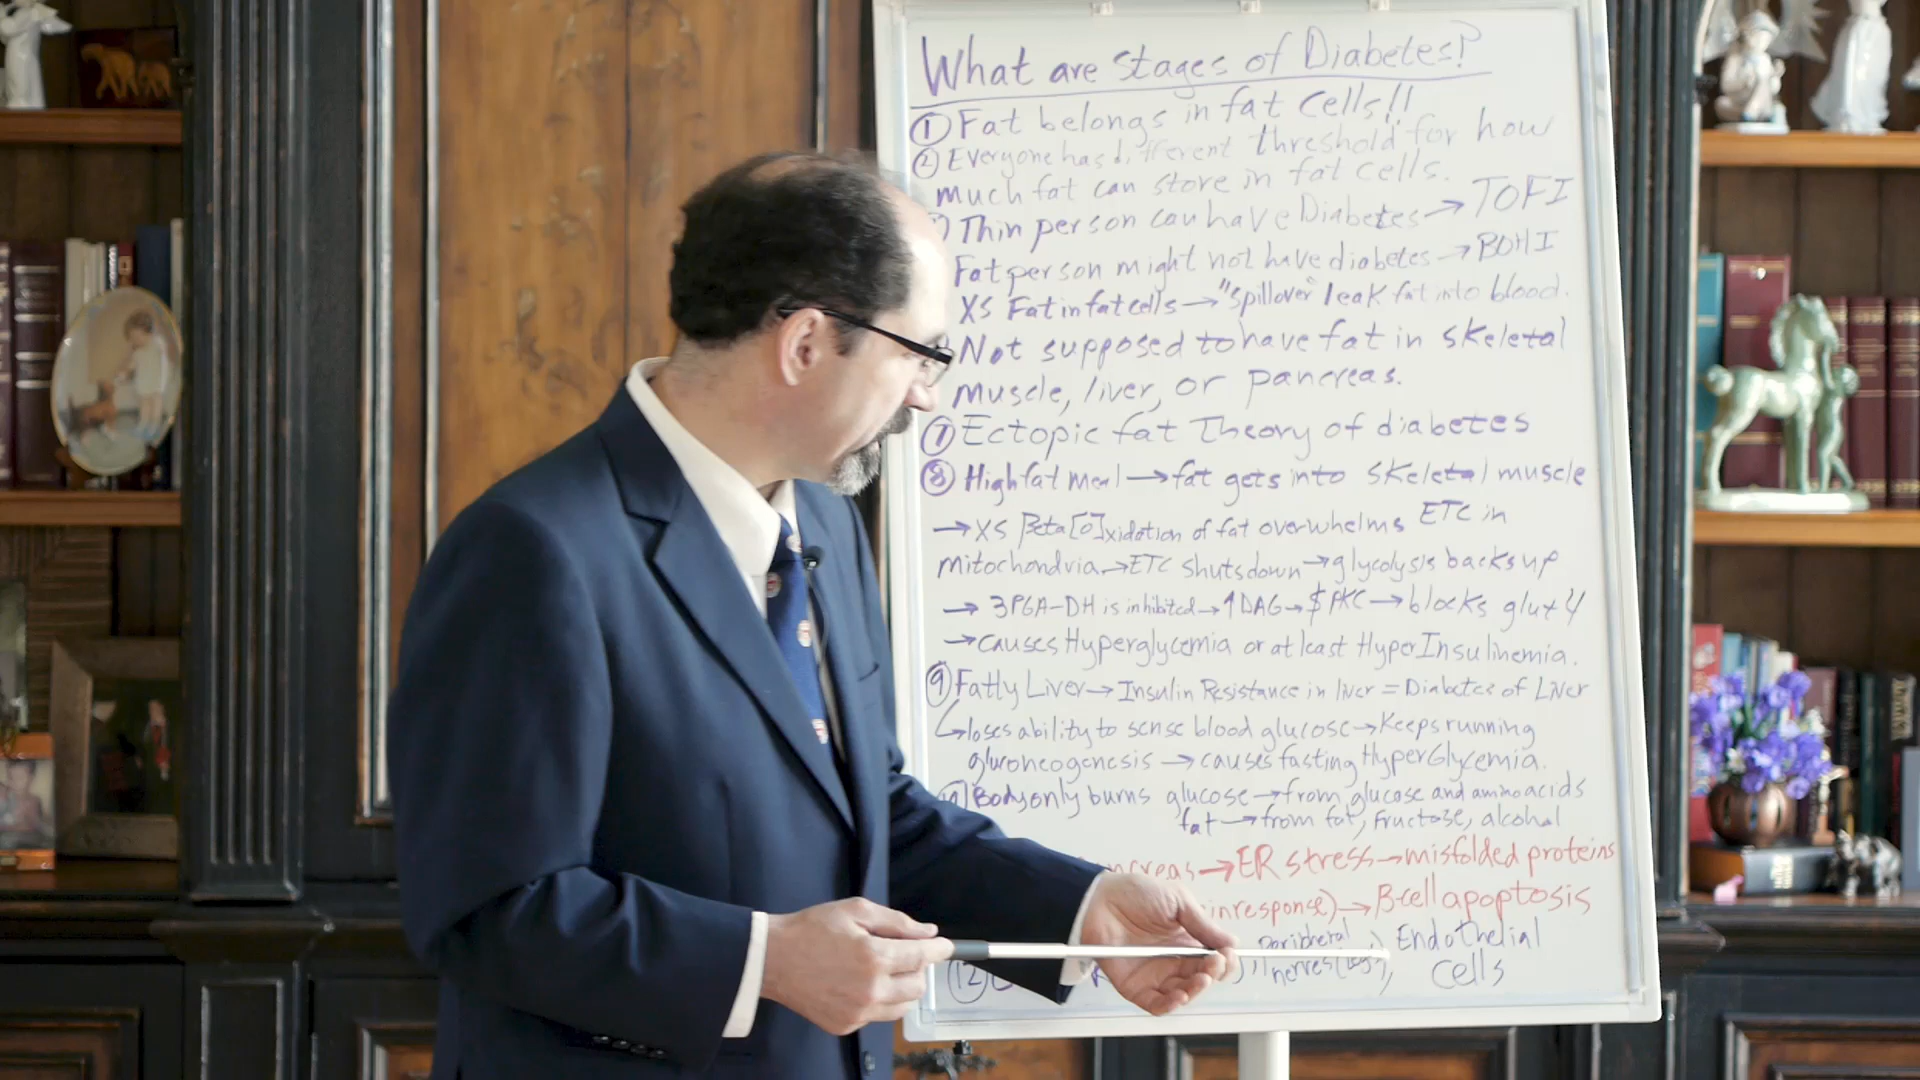 What are Stages of Diabetes?
① Fat belongs in fat cells!!
② Everyone has different threshold for how
much fat can store in fat cells.
Thin person can have Diabetes → TOFI
Fat person might not have diabetes → BOHI
XS Fat in fat cells → "spillover" leak fat into blood.
Not supposed to have fat in skeletal
muscle, liver, or pancreas.
⑦ Ectopic fat Theory of diabetes
⑧ High fat meal → fat gets into skeletal muscle
→ XS Beta[O]xidation of fat overwhelms ETC in
mitochondria → ETC shutsdown → glycolysis backs up
→ 3PGA-DH is inhibited → ↑DAG → PKC → blocks glut 4
→ causes Hyperglycemia or at least HyperInsulinemia.
⑨ Fatty Liver → Insulin Resistance in liver = Diabetes of Liver
↳ loses ability to sense blood glucose → Keeps running
gluconeogenesis → causes fasting HyperGlycemia.
Body only burns glucose → from glucose and amino acids
fat → from fat, fructose, alcohol
→ ER stress → misfolded proteins
in response) → B-cell apoptosis
peripheral Endothelial
⑫ nerves (legs), cells